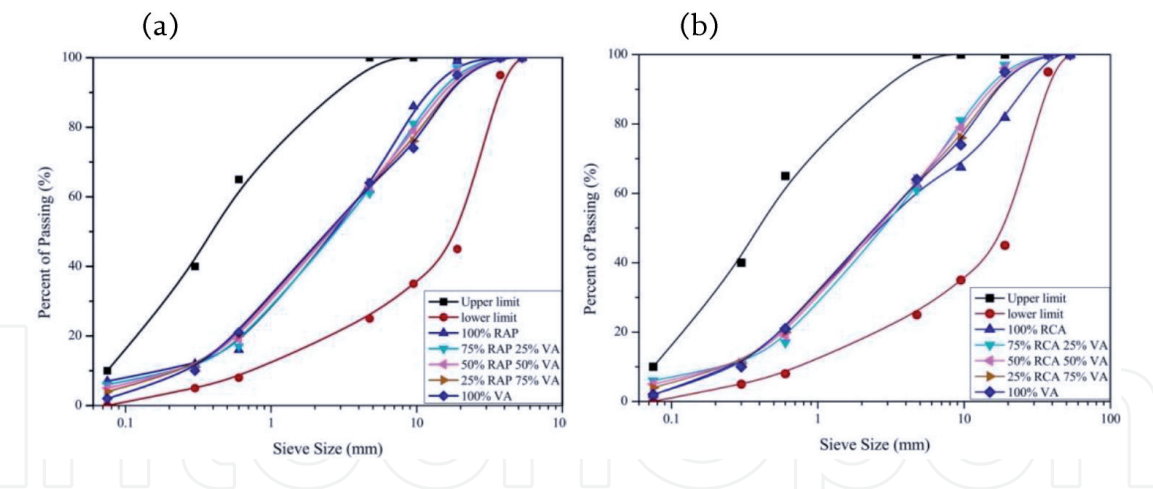 (a)
(b)
100
80
60
40
20
0
0.1
1
10
10
Percent of Passing (%)
Sieve Size (mm)
Upper limit
lower limit
100% RAP
75% RAP 25% VA
50% RAP 50% VA
25% RAP 75% VA
100% VA
100
80
60
40
20
0
0.1
1
10
100
Percent of Passing (%)
Sieve Size (mm)
Upper limit
lower limit
100% RCA
75% RCA 25% VA
50% RCA 50% VA
25% RCA 75% VA
100% VA